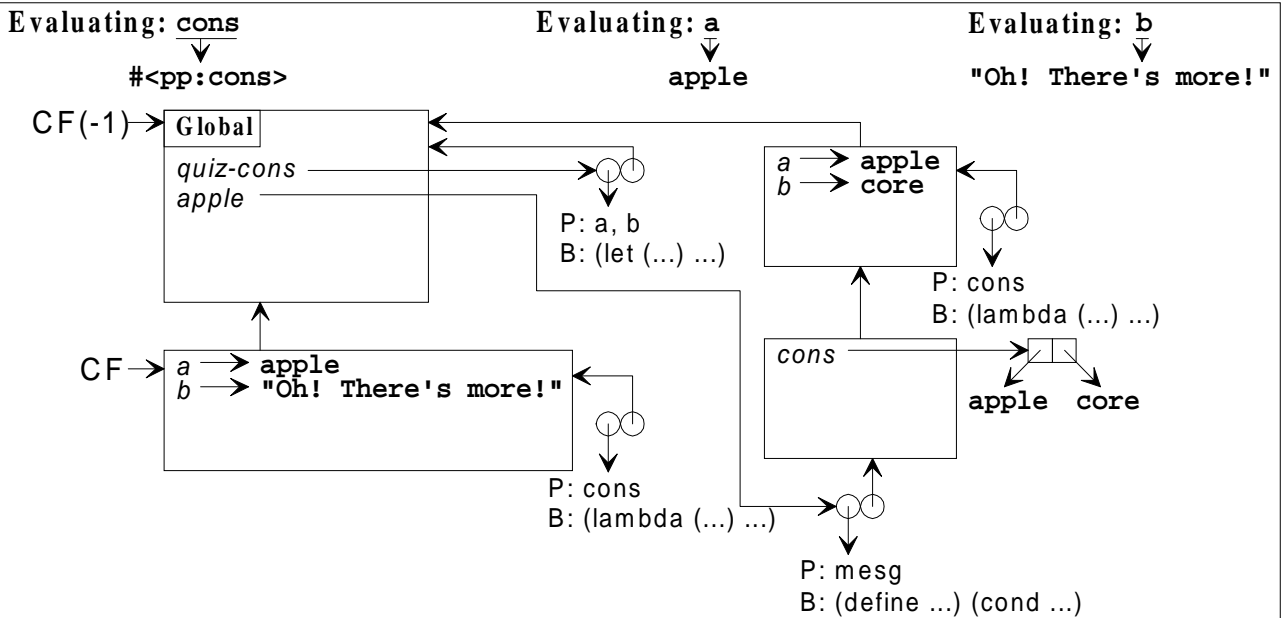 Evaluating: cons
#<pp:cons>
Evaluating: a
apple
Evaluating: b
"Oh! There's more!"
CF(-1)
Global
quiz-cons
apple
P: a, b
B: (let (...) ...)
a apple
b core
P: cons
B: (lambda (...) ...)
CF
a apple
b "Oh! There's more!"
P: cons
B: (lambda (...) ...)
cons
apple core
P: mesg
B: (define ...) (cond ...)